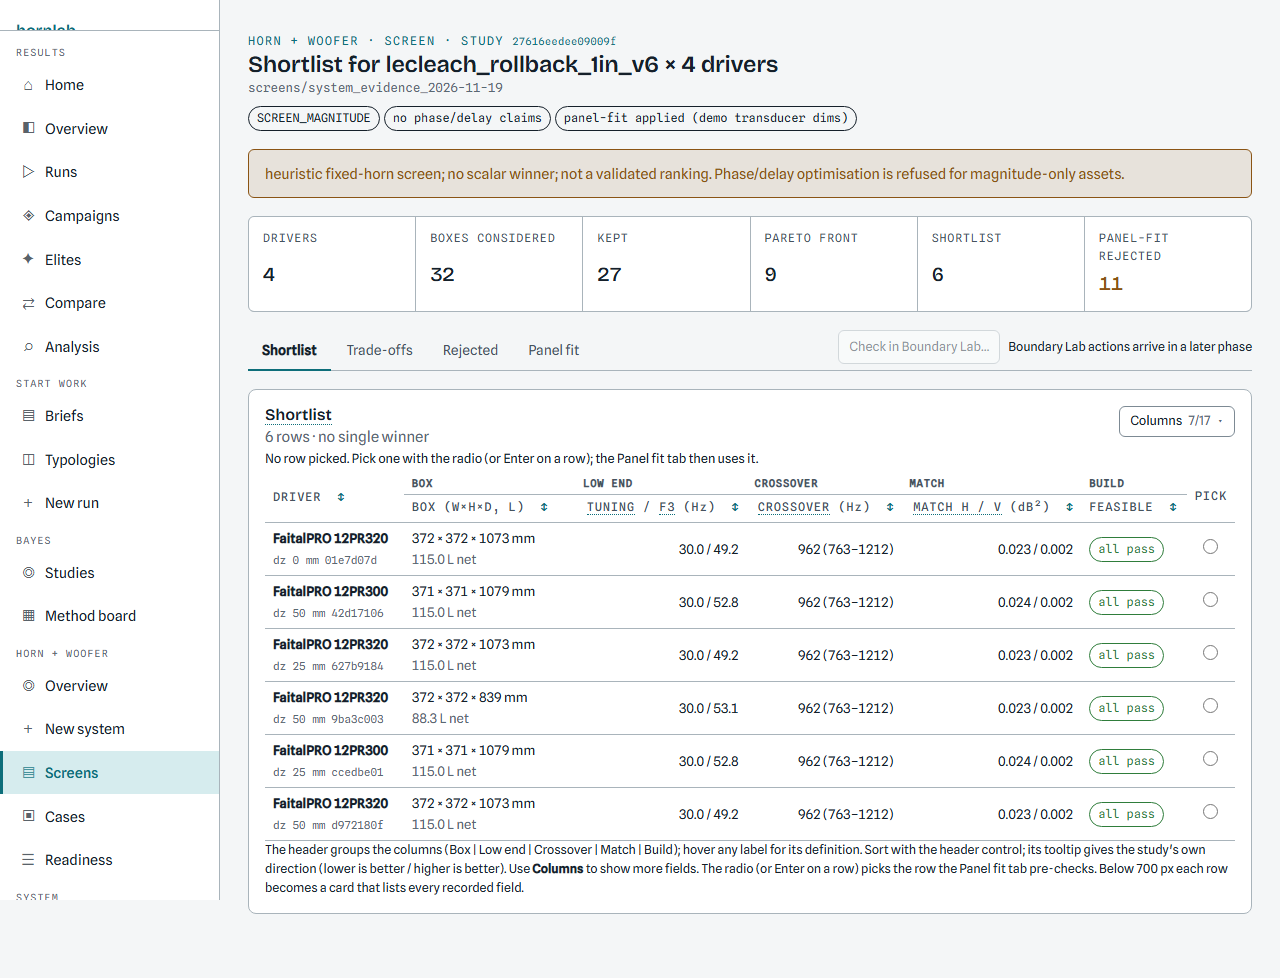 hornlab
RESULTS
Home
Overview
Runs
Campaigns
Elites
Compare
Analysis
START WORK
Briefs
Typologies
+ New run
BAYES
Studies
Method board
HORN + WOOFER
Overview
+ New system
Screens
Cases
Readiness
SYSTEM
HORN + WOOFER · SCREEN · STUDY 27616eedee09009f
Shortlist for lecleach_rollback_1in_v6 × 4 drivers
screens/system_evidence_2026-11-19
SCREEN_MAGNITUDE no phase/delay claims panel-fit applied (demo transducer dims)
heuristic fixed-horn screen; no scalar winner; not a validated ranking. Phase/delay optimisation is refused for magnitude-only assets.
DRIVERS
4
BOXES CONSIDERED
32
KEPT
27
PARETO FRONT
9
SHORTLIST
6
PANEL-FIT
REJECTED
11
Shortlist Trade-offs Rejected Panel fit
Check in Boundary Lab... Boundary Lab actions arrive in a later phase
Shortlist
6 rows · no single winner
Columns 7/17
No row picked. Pick one with the radio (or Enter on a row); the Panel fit tab then uses it.
BOX LOW END CROSSOVER MATCH BUILD
DRIVER ↕ BOX (W×H×D, L) ↕ TUNING / F3 (Hz) ↕ CROSSOVER (Hz) ↕ MATCH H / V (dB²) ↕ FEASIBLE ↕ PICK
FaitalPRO 12PR320 372 × 372 × 1073 mm
dz 0 mm 01e7d07d 115.0 L net 30.0 / 49.2 962 (763–1212) 0.023 / 0.002 all pass
FaitalPRO 12PR300 371 × 371 × 1079 mm
dz 50 mm 42d17106 115.0 L net 30.0 / 52.8 962 (763–1212) 0.024 / 0.002 all pass
FaitalPRO 12PR320 372 × 372 × 1073 mm
dz 25 mm 627b9184 115.0 L net 30.0 / 49.2 962 (763–1212) 0.023 / 0.002 all pass
FaitalPRO 12PR320 372 × 372 × 839 mm
dz 50 mm 9ba3c003 88.3 L net 30.0 / 53.1 962 (763–1212) 0.023 / 0.002 all pass
FaitalPRO 12PR300 371 × 371 × 1079 mm
dz 25 mm ccedbe01 115.0 L net 30.0 / 52.8 962 (763–1212) 0.024 / 0.002 all pass
FaitalPRO 12PR320 372 × 372 × 1073 mm
dz 50 mm d972180f 115.0 L net 30.0 / 49.2 962 (763–1212) 0.023 / 0.002 all pass
The header groups the columns (Box | Low end | Crossover | Match | Build); hover any label for its definition. Sort with the header control; its tooltip gives the study's own
direction (lower is better / higher is better). Use Columns to show more fields. The radio (or Enter on a row) picks the row the Panel fit tab pre-checks. Below 700 px each row
becomes a card that lists every recorded field.